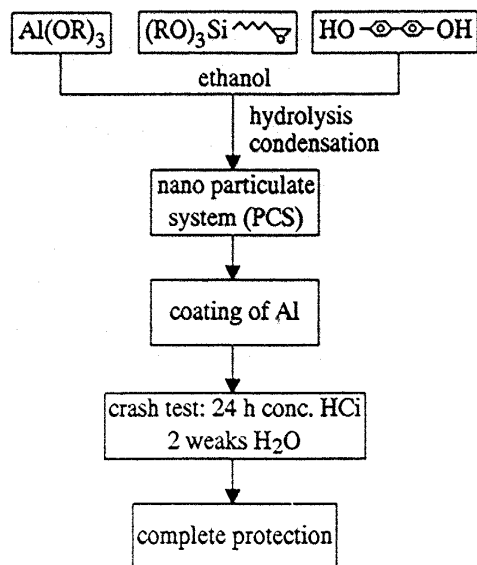 Al(OR)3 (RO)3Si HO OH
ethanol
hydrolysis
condensation
nano particulate
system (PCS)
coating of Al
crash test: 24 h conc. HCi
2 weaks H2O
complete protection